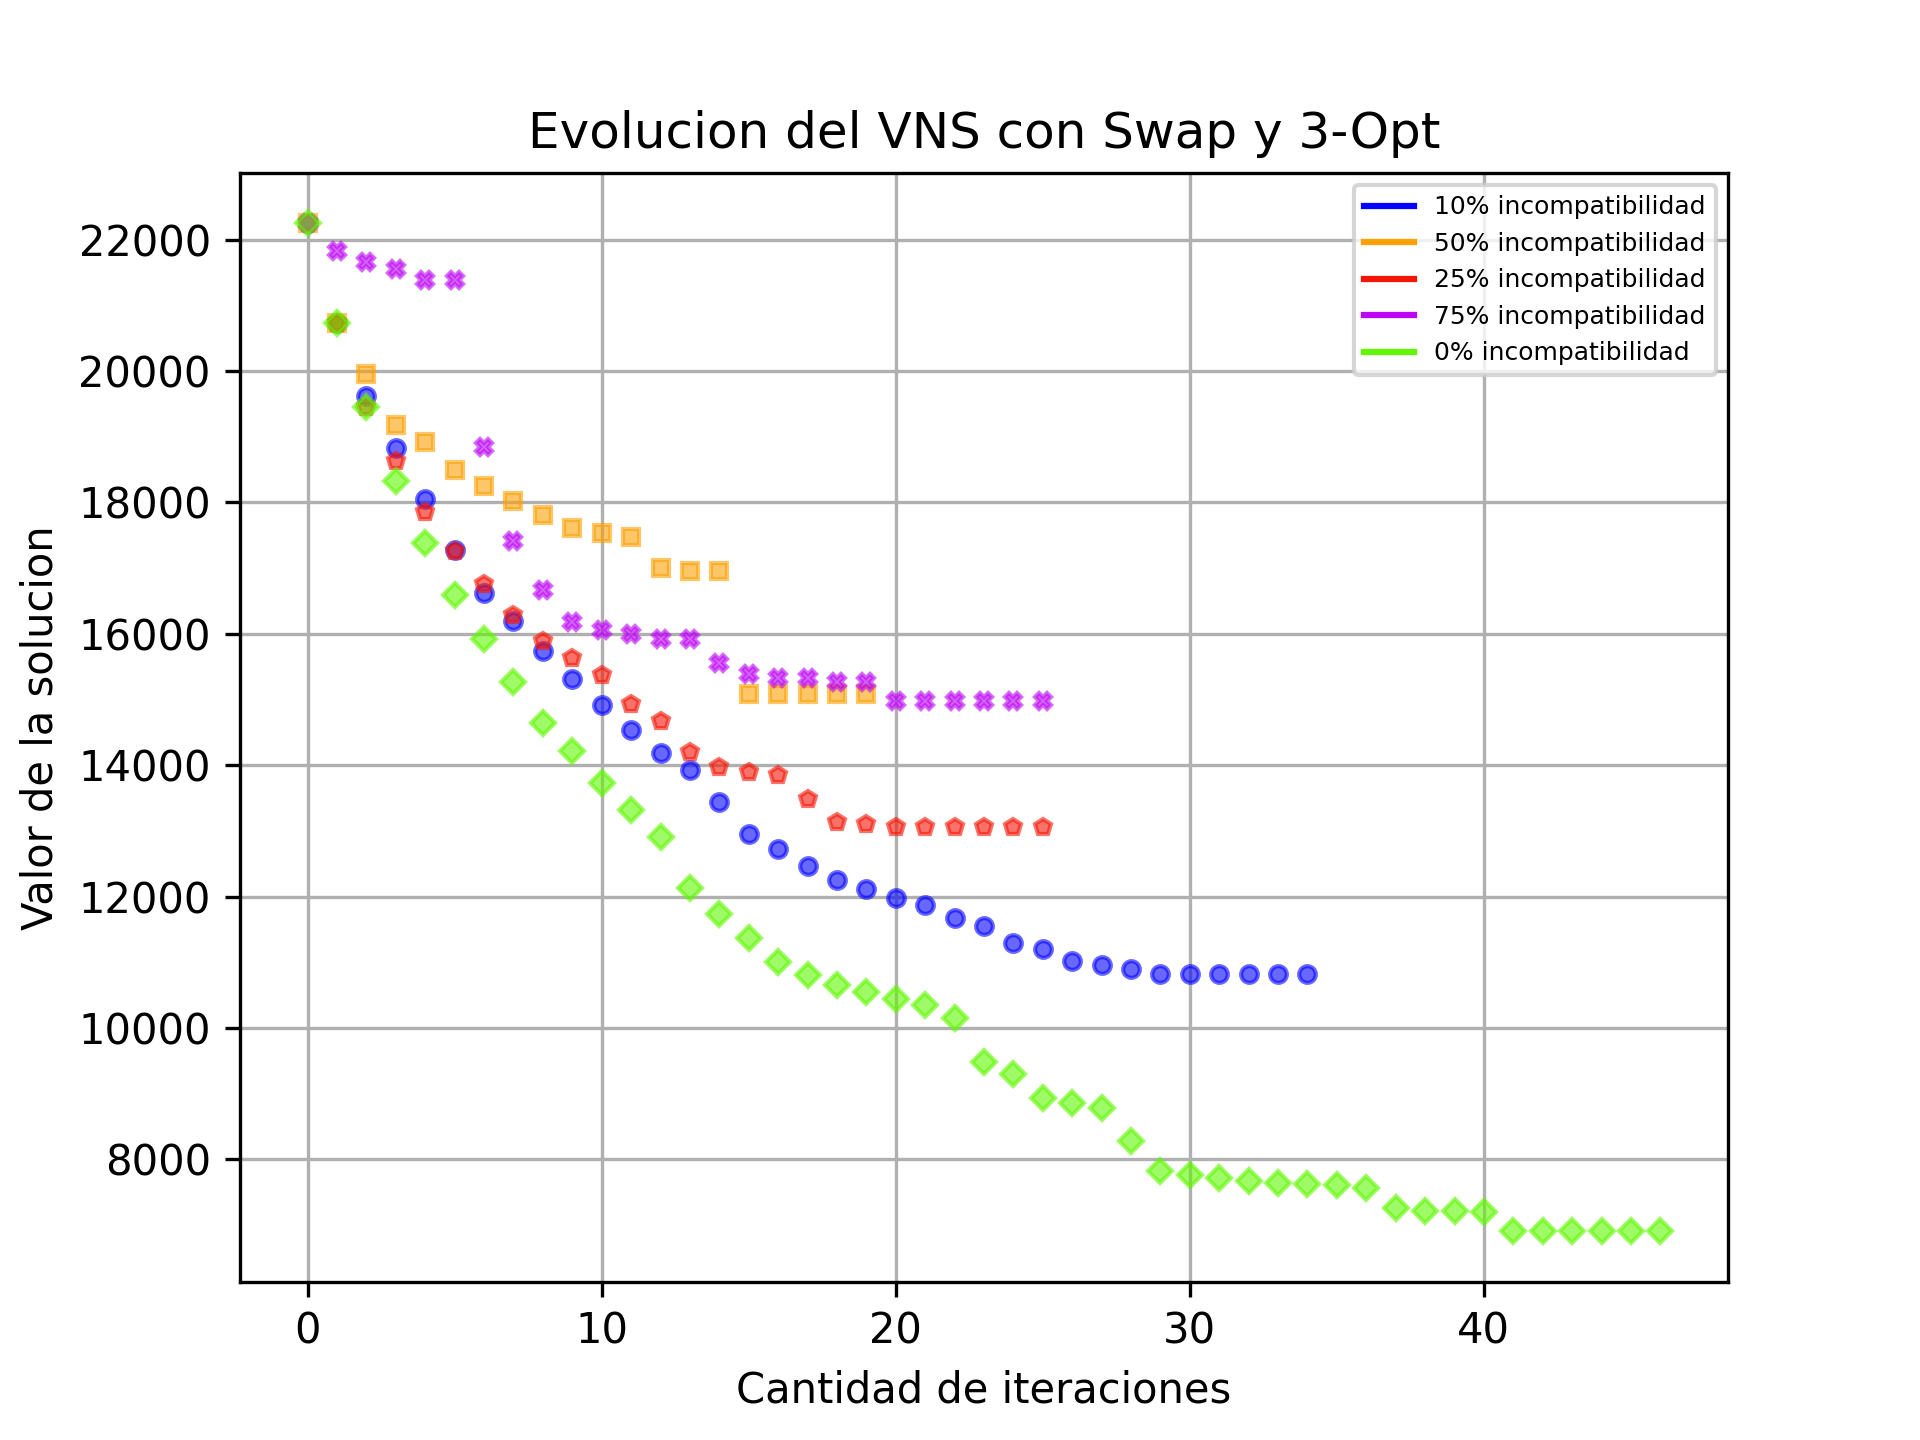 Evolucion del VNS con Swap y 3-Opt
10% incompatibilidad
50% incompatibilidad
25% incompatibilidad
75% incompatibilidad
0% incompatibilidad
Valor de la solucion
22000
20000
18000
16000
14000
12000
10000
8000
0 10 20 30 40
Cantidad de iteraciones